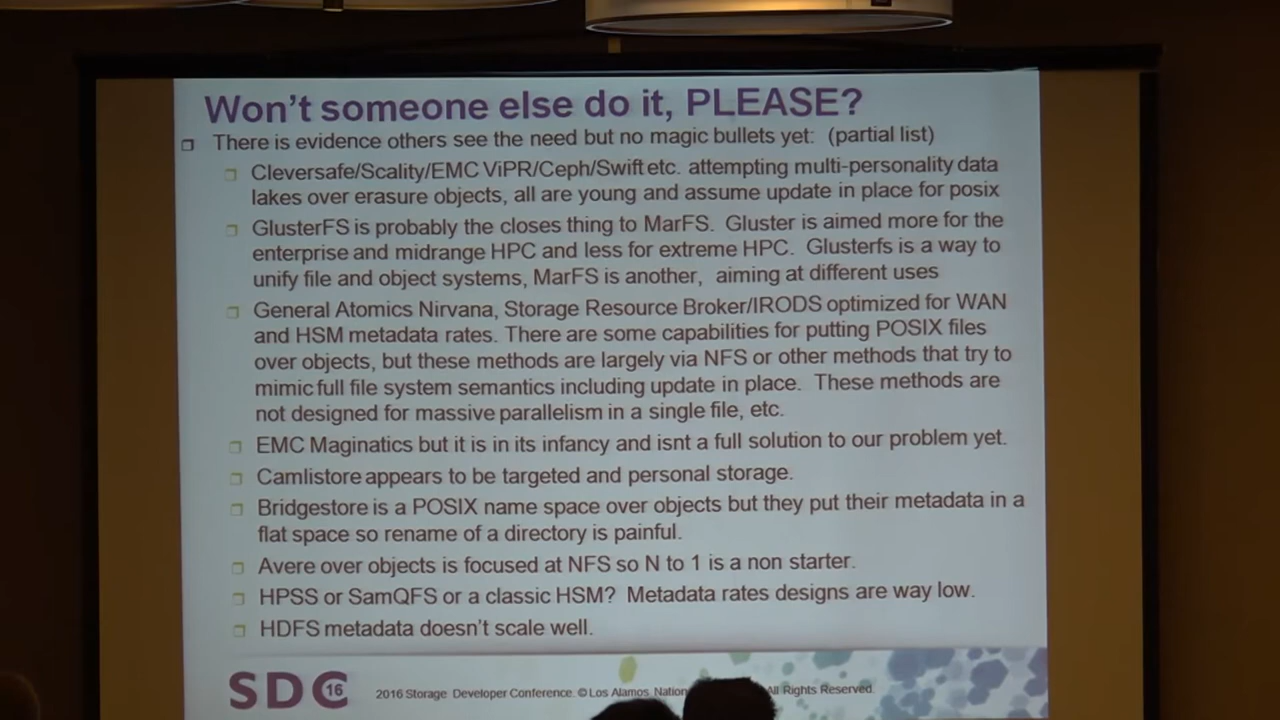 Won't someone else do it, PLEASE?
There is evidence others see the need but no magic bullets yet: (partial list)
Cleversafe/Scality/EMC ViPR/Ceph/Swift etc. attempting multi-personality data
lakes over erasure objects, all are young and assume update in place for posix
GlusterFS is probably the closes thing to MarFS. Gluster is aimed more for the
enterprise and midrange HPC and less for extreme HPC. Glusterfs is a way to
unify file and object systems, MarFS is another, aiming at different uses
General Atomics Nirvana, Storage Resource Broker/IRODS optimized for WAN
and HSM metadata rates. There are some capabilities for putting POSIX files
over objects, but these methods are largely via NFS or other methods that try to
mimic full file system semantics including update in place. These methods are
not designed for massive parallelism in a single file, etc.
EMC Maginatics but it is in its infancy and isnt a full solution to our problem yet.
Camlistore appears to be targeted and personal storage.
Bridgestore is a POSIX name space over objects but they put their metadata in a
flat space so rename of a directory is painful.
Avere over objects is focused at NFS so N to 1 is a non starter.
HPSS or SamQFS or a classic HSM? Metadata rates designs are way low.
HDFS metadata doesn't scale well.
SDC 16
2016 Storage Developer Conference. © Los Alamos All Rights Reserved.